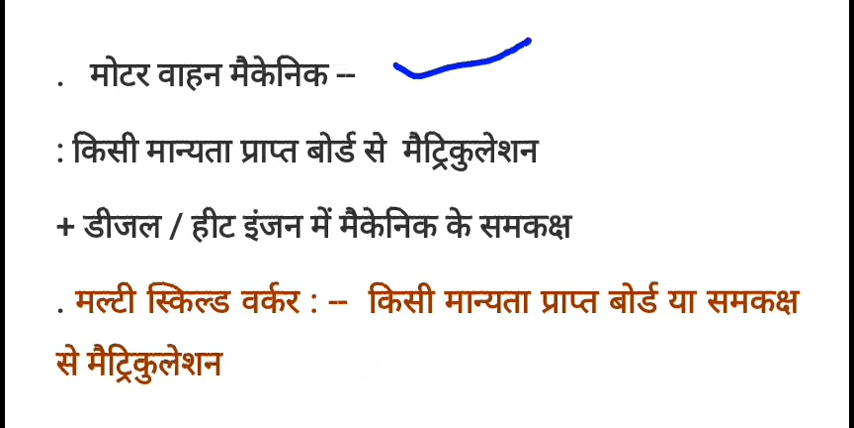 . मोटर वाहन मैकेनिक --
: किसी मान्यता प्राप्त बोर्ड से मैट्रिकुलेशन
+ डीजल / हीट इंजन में मैकेनिक के समकक्ष
. मल्टी स्किल्ड वर्कर : -- किसी मान्यता प्राप्त बोर्ड या समकक्ष
से मैट्रिकुलेशन